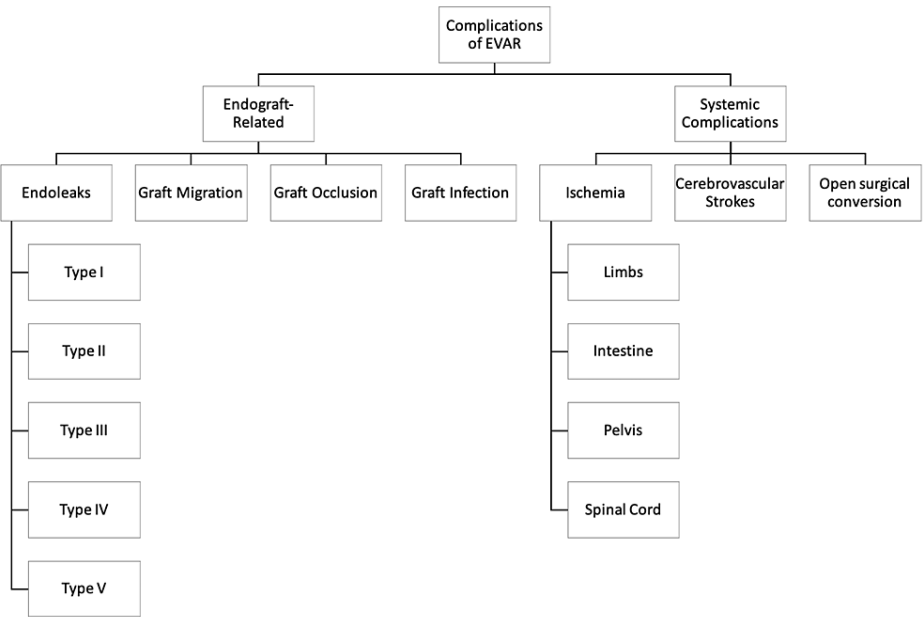 Complications
of EVAR
Endograft-
Related
Systemic
Complications
Endoleaks
Graft Migration
Graft Occlusion
Graft Infection
Ischemia
Cerebrovascular
Strokes
Open surgical
conversion
Type I
Limbs
Type II
Intestine
Type III
Pelvis
Type IV
Spinal Cord
Type V